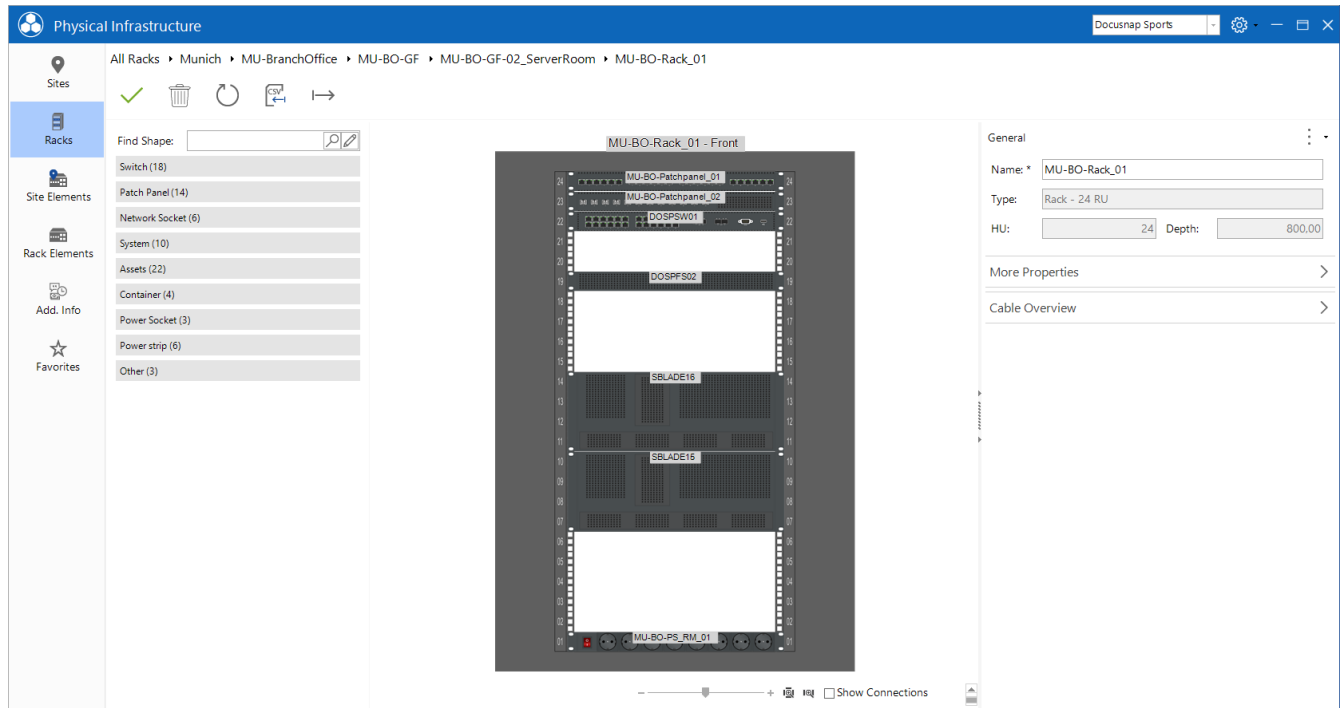 Physical Infrastructure
Docusnap Sports
Sites
Racks
Site Elements
Rack Elements
Add. Info
Favorites
All Racks Munich MU-BranchOffice MU-BO-GF MU-BO-GF-02_ServerRoom MU-BO-Rack_01
CSV
Find Shape:
Switch (18)
Patch Panel (14)
Network Socket (6)
System (10)
Assets (22)
Container (4)
Power Socket (3)
Power strip (6)
Other (3)
MU-BO-Rack_01 - Front
24 MU-BO-Patchpanel_01 24
23 MU-BO-Patchpanel_02 23
22 DOSPSW01 22
21 21
20 20
19 DOSPFS02 19
18 18
17 17
16 16
15 15
14 SBLADE16 14
13 13
12 12
11 11
10 SBLADE15 10
09 09
08 08
07 07
06 06
05 05
04 04
03 03
02 02
01 MU-BO-PS_RM_01 01
Show Connections
General
Name: * MU-BO-Rack_01
Type: Rack - 24 RU
HU: 24 Depth: 800,00
More Properties
Cable Overview